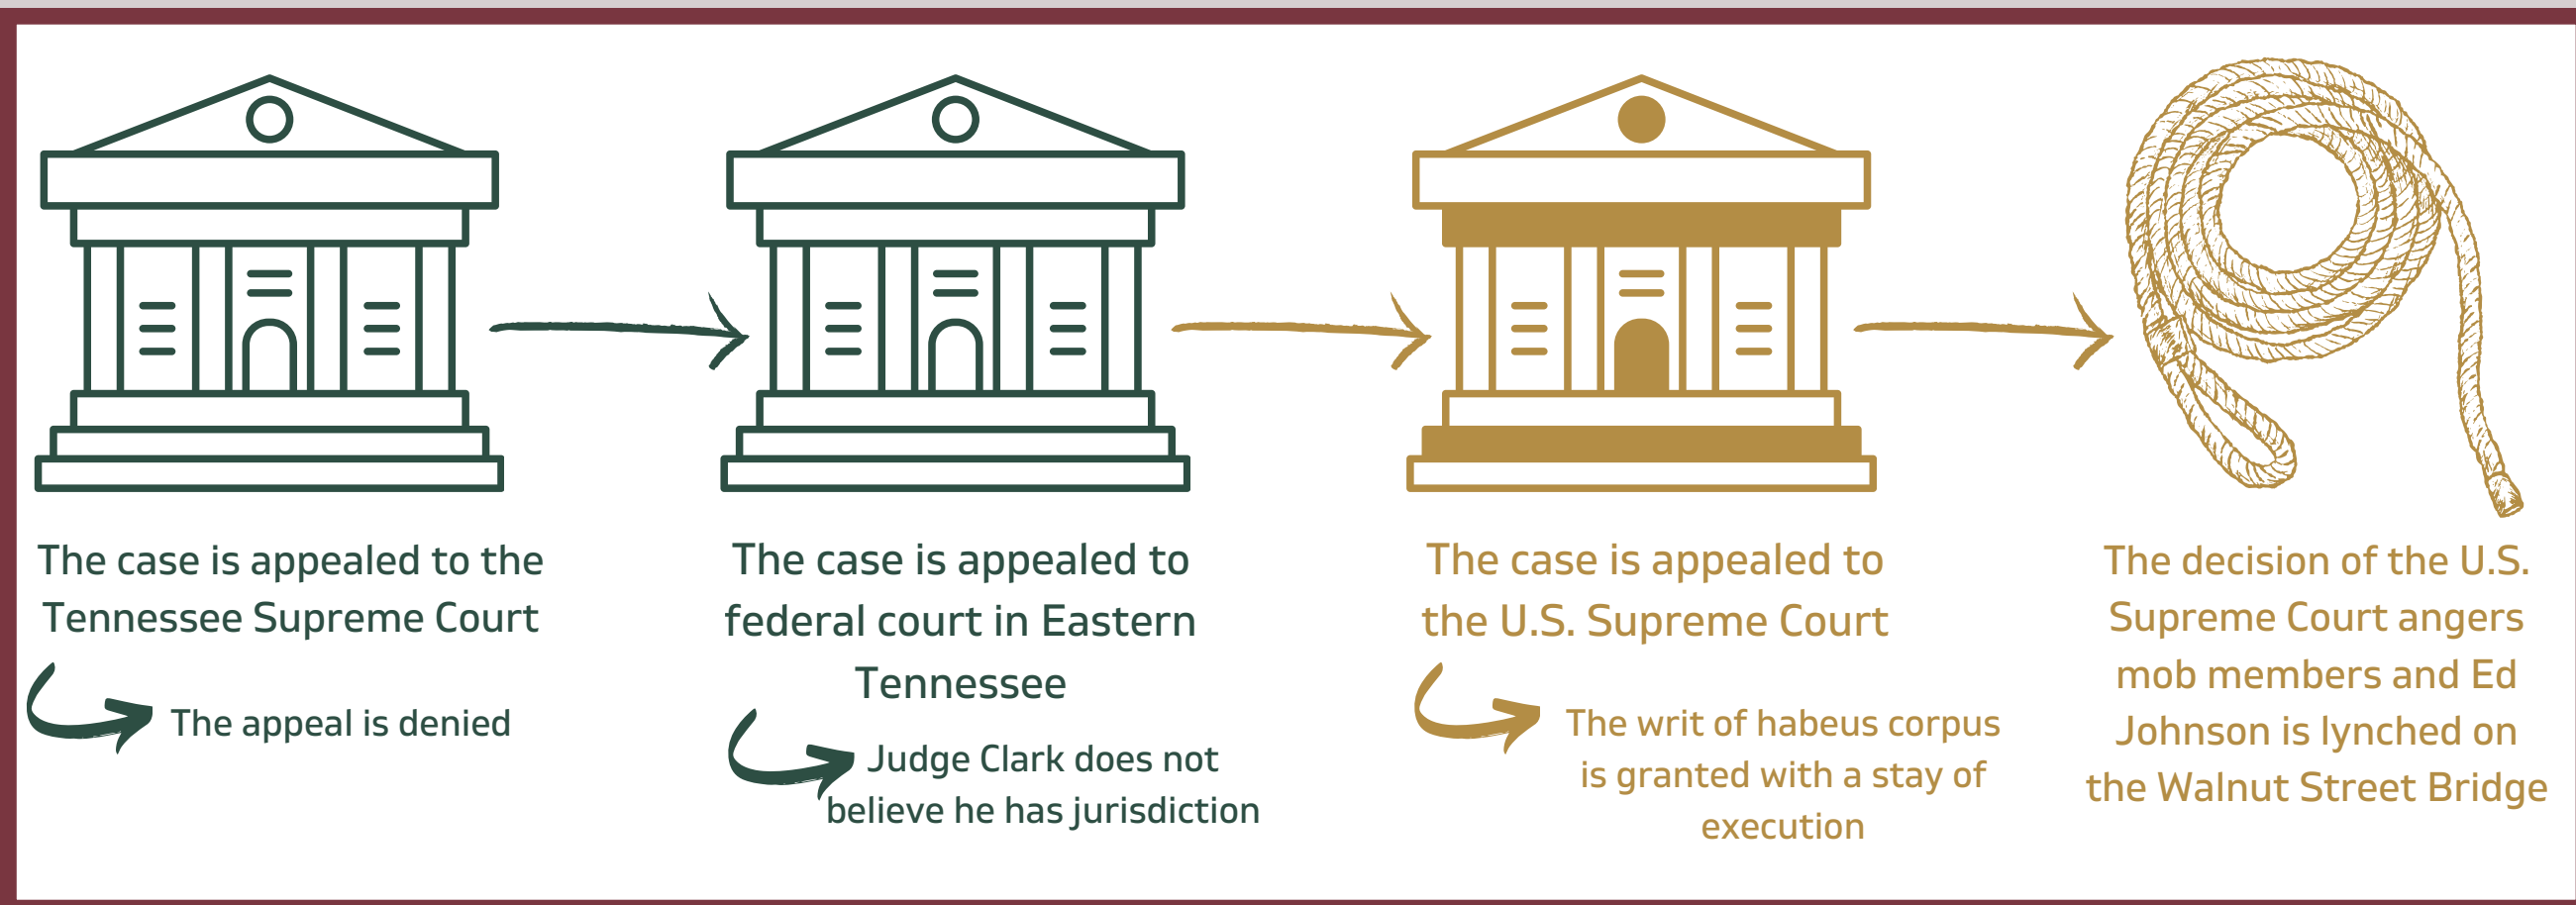 The case is appealed to the
Tennessee Supreme Court
The appeal is denied
The case is appealed to
federal court in Eastern
Tennessee
Judge Clark does not
believe he has jurisdiction
The case is appealed to
the U.S. Supreme Court
The writ of habeus corpus
is granted with a stay of
execution
The decision of the U.S.
Supreme Court angers
mob members and Ed
Johnson is lynched on
the Walnut Street Bridge